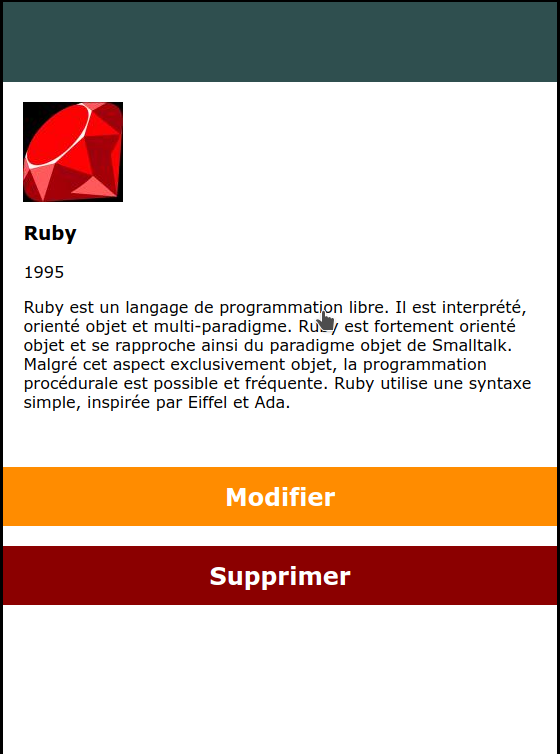 Ruby
1995
Ruby est un langage de programmation libre. Il est interprété,
orienté objet et multi-paradigme. Ruby est fortement orienté
objet et se rapproche ainsi du paradigme objet de Smalltalk.
Malgré cet aspect exclusivement objet, la programmation
procédurale est possible et fréquente. Ruby utilise une syntaxe
simple, inspirée par Eiffel et Ada.
Modifier
Supprimer